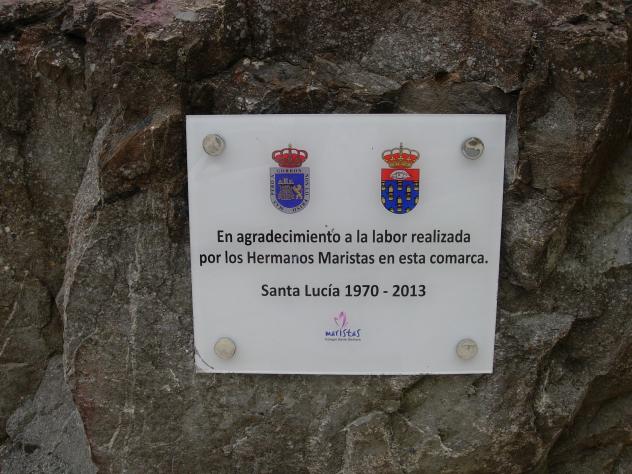 En agradecimiento a la labor realizada
por los Hermanos Maristas en esta comarca.
Santa Lucía 1970 - 2013
maristas